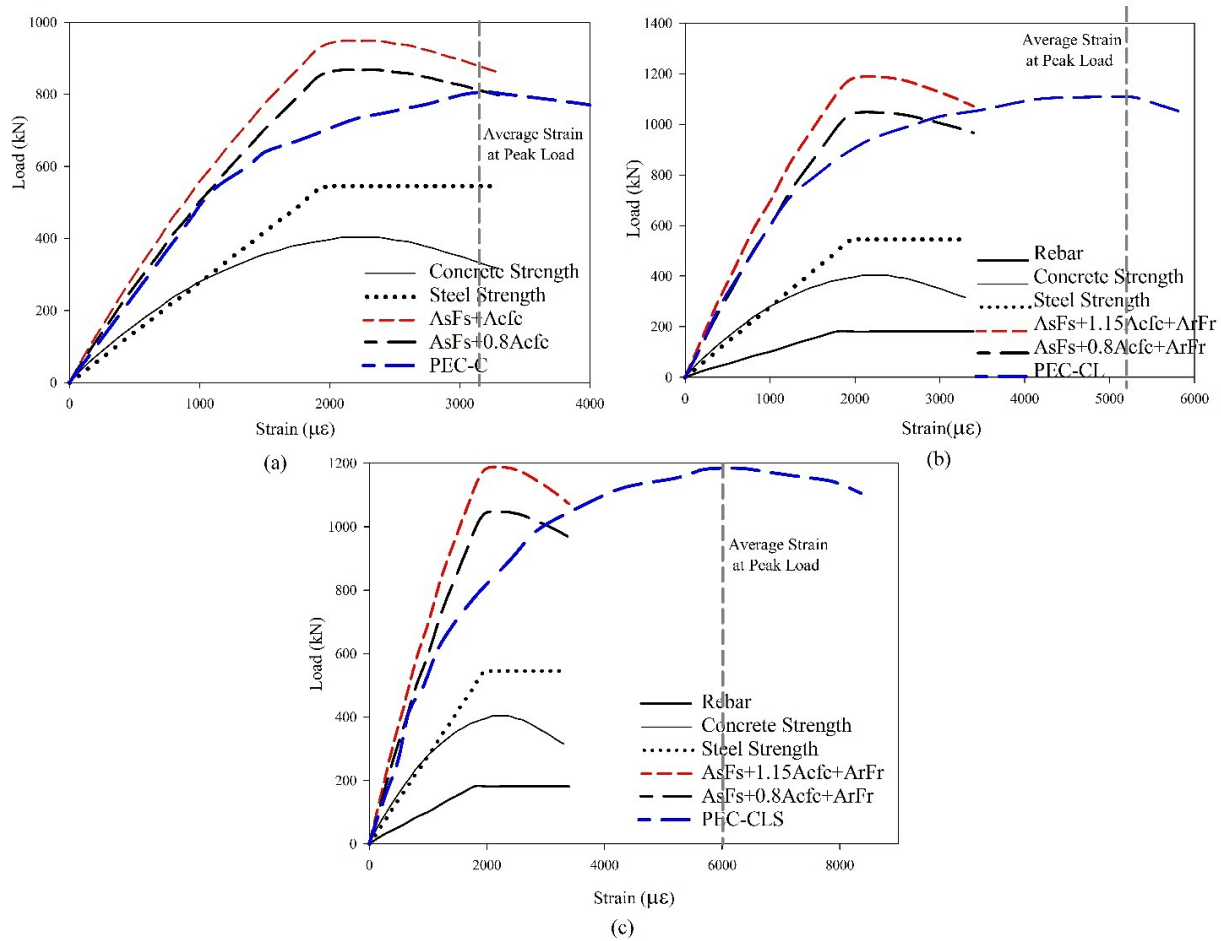 1000
800
600
400
200
0
Load (kN)
Average Strain
at Peak Load
Concrete Strength
Steel Strength
AsFs+Acfc
AsFs+0.8Acfc
PEC-C
0 1000 2000 3000 4000
Strain (με)
(a)
1400
1200
1000
800
600
400
200
0
Load (kN)
Average Strain
at Peak Load
Rebar
Concrete Strength
Steel Strength
AsFs+1.15Acfc+ArFr
AsFs+0.8Acfc+ArFr
PEC-CL
0 1000 2000 3000 4000 5000 6000
Strain(με)
(b)
1200
1000
800
600
400
200
0
Load (kN)
Average Strain
at Peak Load
Rebar
Concrete Strength
Steel Strength
AsFs+1.15Acfc+ArFr
AsFs+0.8Acfc+ArFr
PEC-CLS
0 2000 4000 6000 8000
Strain (με)
(c)